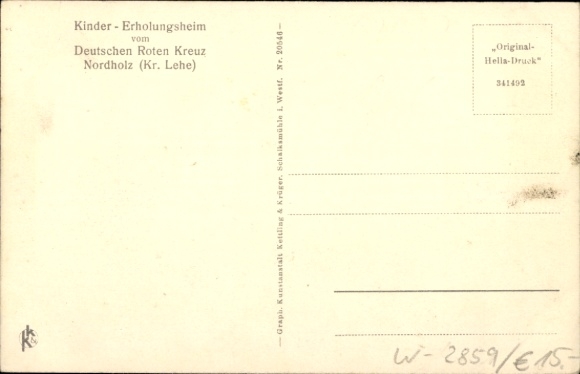 Kinder - Erholungsheim
vom
Deutschen Roten Kreuz
Nordholz (Kr. Lehe)
— Graph. Kunstanstalt Kettling & Krüger, Schalksmühle i. Westf. Nr. 20546 —
„Original-
Hella-Druck"
341492
W-2859/€15.-